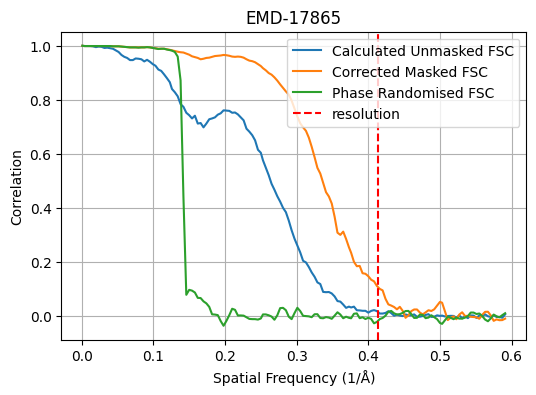 EMD-17865
1.0
0.8
0.6
0.4
0.2
0.0
Correlation
Calculated Unmasked FSC
Corrected Masked FSC
Phase Randomised FSC
resolution
0.0 0.1 0.2 0.3 0.4 0.5 0.6
Spatial Frequency (1/Å)